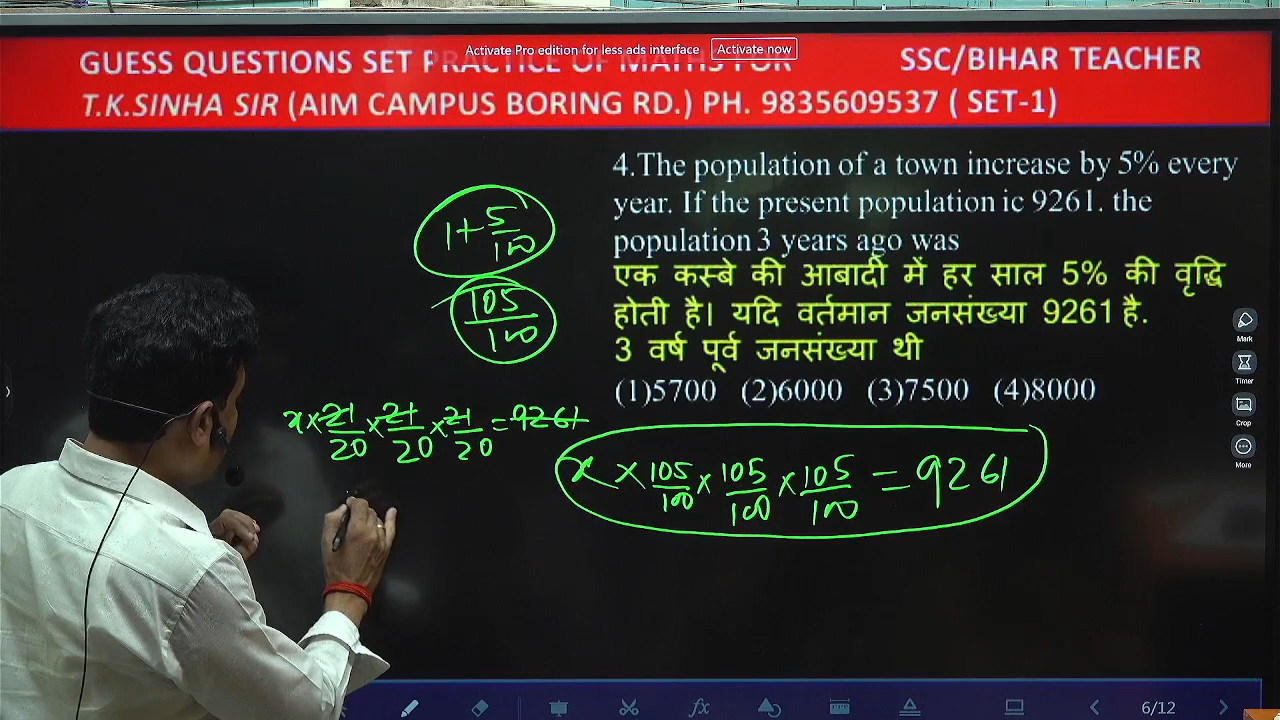 Activate Pro edition for less ads interface Activate now
GUESS QUESTIONS SET PRACTICE OF MATHS FOR SSC/BIHAR TEACHER
T.K.SINHA SIR (AIM CAMPUS BORING RD.) PH. 9835609537 ( SET-1)
4.The population of a town increase by 5% every
year. If the present population ic 9261. the
population 3 years ago was
एक कस्बे की आबादी में हर साल 5% की वृद्धि
होती है। यदि वर्तमान जनसंख्या 9261 है.
3 वर्ष पूर्व जनसंख्या थी
(1)5700 (2)6000 (3)7500 (4)8000
1+5/100
105/100
x×21/20×21/20×21/20=9261
x×105/100×105/100×105/100=9261
Mark
Timer
Crop
More
fx
6/12